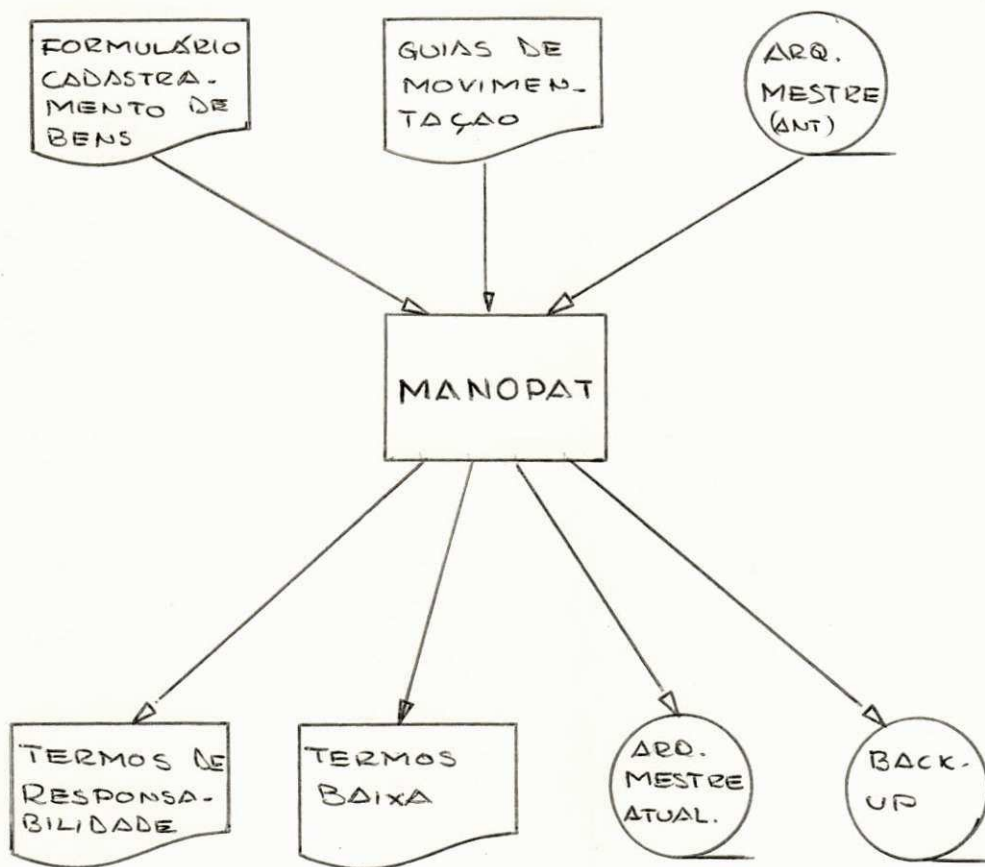 FORMULÁRIO
CADASTRA-
MENTO DE
BENS
GUIAS DE
MOVIMEN-
TAÇAO
ARQ.
MESTRE
(ANT)
MANOPAT
TERMOS DE
RESPONSA-
BILIDADE
TERMOS
BAIXA
ARQ.
MESTRE
ATUAL.
BACK-
UP